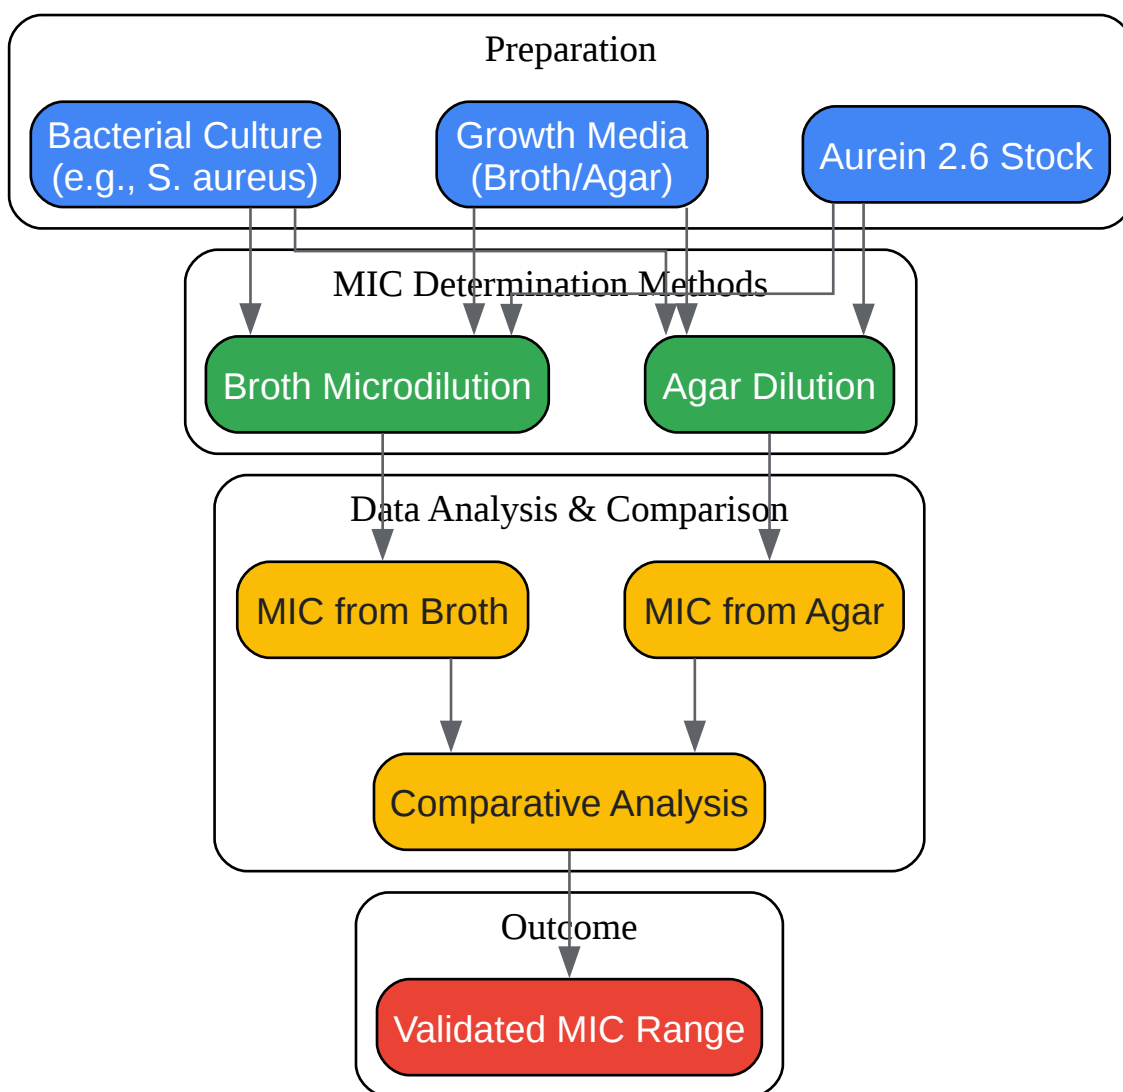 Preparation
Bacterial Culture
(e.g., S. aureus)
Growth Media
(Broth/Agar)
Aurein 2.6 Stock
MIC Determination Methods
Broth Microdilution
Agar Dilution
Data Analysis & Comparison
MIC from Broth
MIC from Agar
Comparative Analysis
Outcome
Validated MIC Range